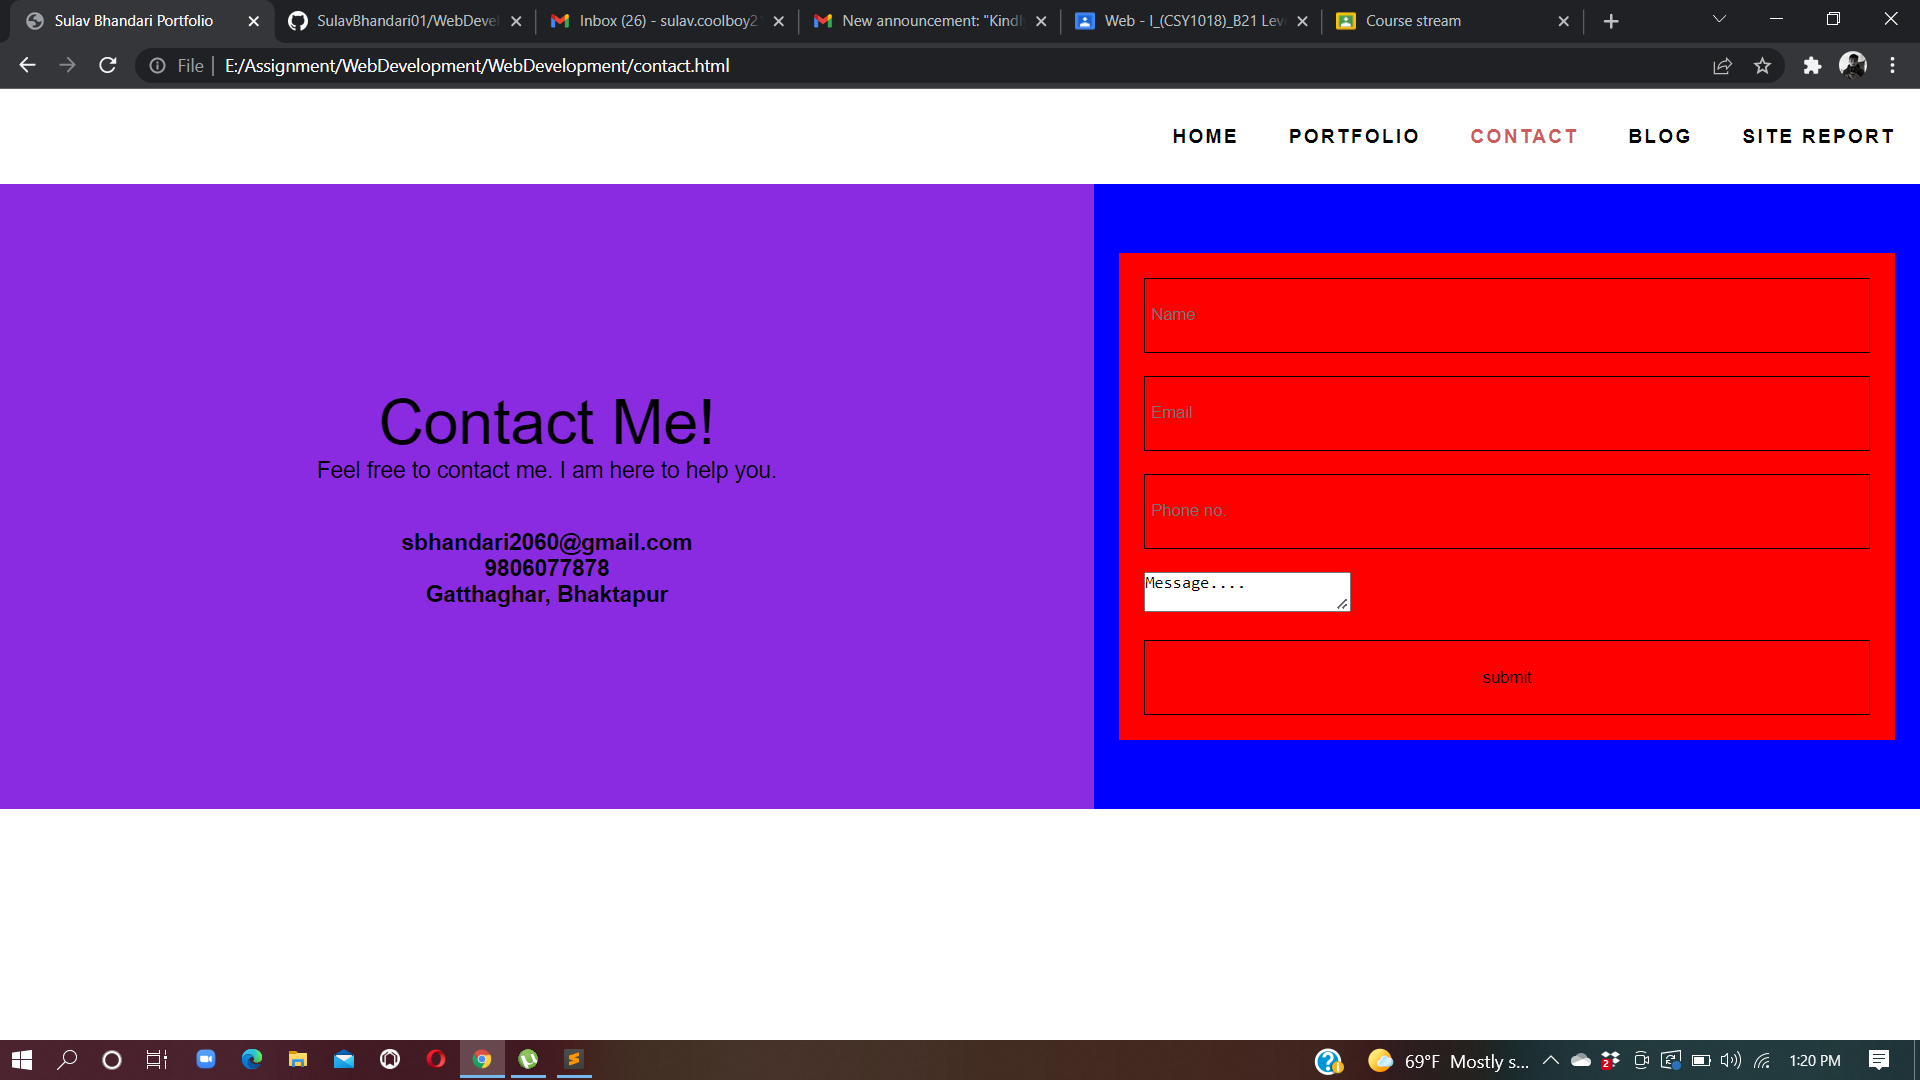 Sulav Bhandari Portfolio
SulavBhandari01/WebDevel
Inbox (26) - sulav.coolboy2
New announcement: "Kindl
Web - I_(CSY1018)_B21 Lev
Course stream
File
E:/Assignment/WebDevelopment/WebDevelopment/contact.html
HOME PORTFOLIO CONTACT BLOG SITE REPORT
Contact Me!
Feel free to contact me. I am here to help you.
sbhandari2060@gmail.com
9806077878
Gatthaghar, Bhaktapur
Name
Email
Phone no.
Message....
submit
69°F Mostly s...
2
1:20 PM